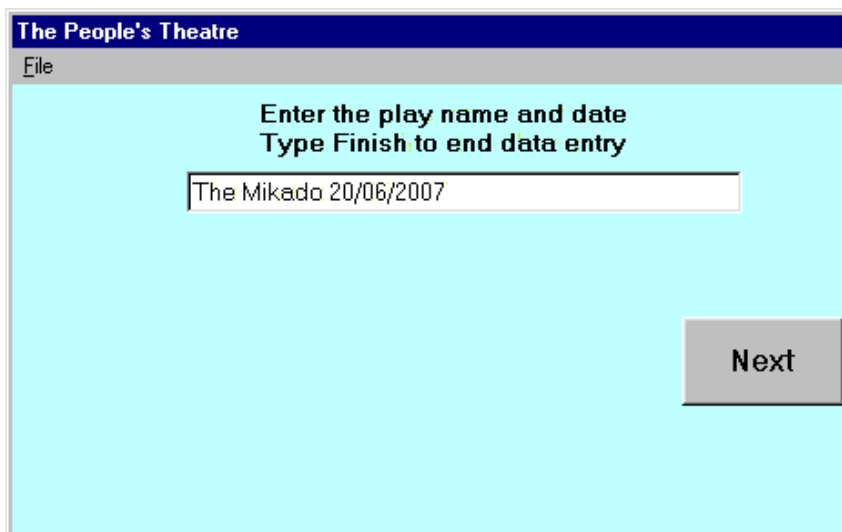 The People's Theatre
File
Enter the play name and date
Type Finish to end data entry
The Mikado 20/06/2007
Next